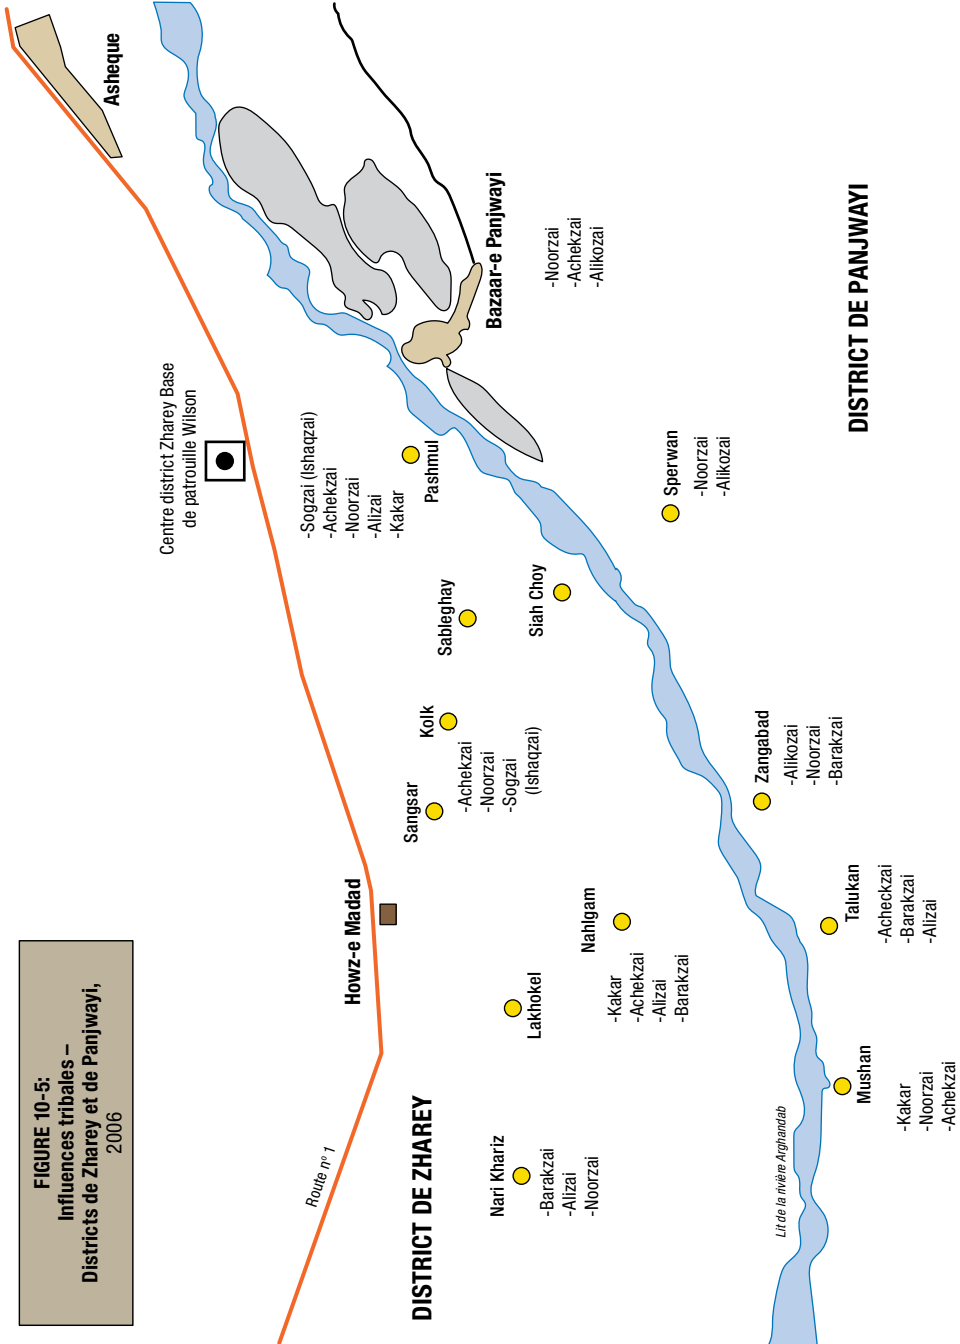 FIGURE 10-5:
Influences tribales –
Districts de Zharey et de Panjwayi,
2006
Asheque
Centre district Zharey Base
de patrouille Wilson
Route nº 1
Howz-e Madad
DISTRICT DE ZHAREY
Nari Khariz
-Barakzai
-Alizai
-Noorzai
Lakhokel
Nahlgam
-Kakar
-Achekzai
-Alizai
-Barakzai
Sangsar
Kolk
-Achekzai
-Noorzai
-Sogzai
(Ishaqzai)
Sableghay
Siah Choy
-Sogzai (Ishaqzai)
-Achekzai
-Noorzai
-Alizai
-Kakar
Pashmul
Bazaar-e Panjwayi
-Noorzai
-Achekzai
-Alikozai
Sperwan
-Noorzai
-Alikozai
Zangabad
-Alikozai
-Noorzai
-Barakzai
Talukan
-Acheckzai
-Barakzai
-Alizai
Mushan
-Kakar
-Noorzai
-Achekzai
Lit de la rivière Arghandab
DISTRICT DE PANJWAYI